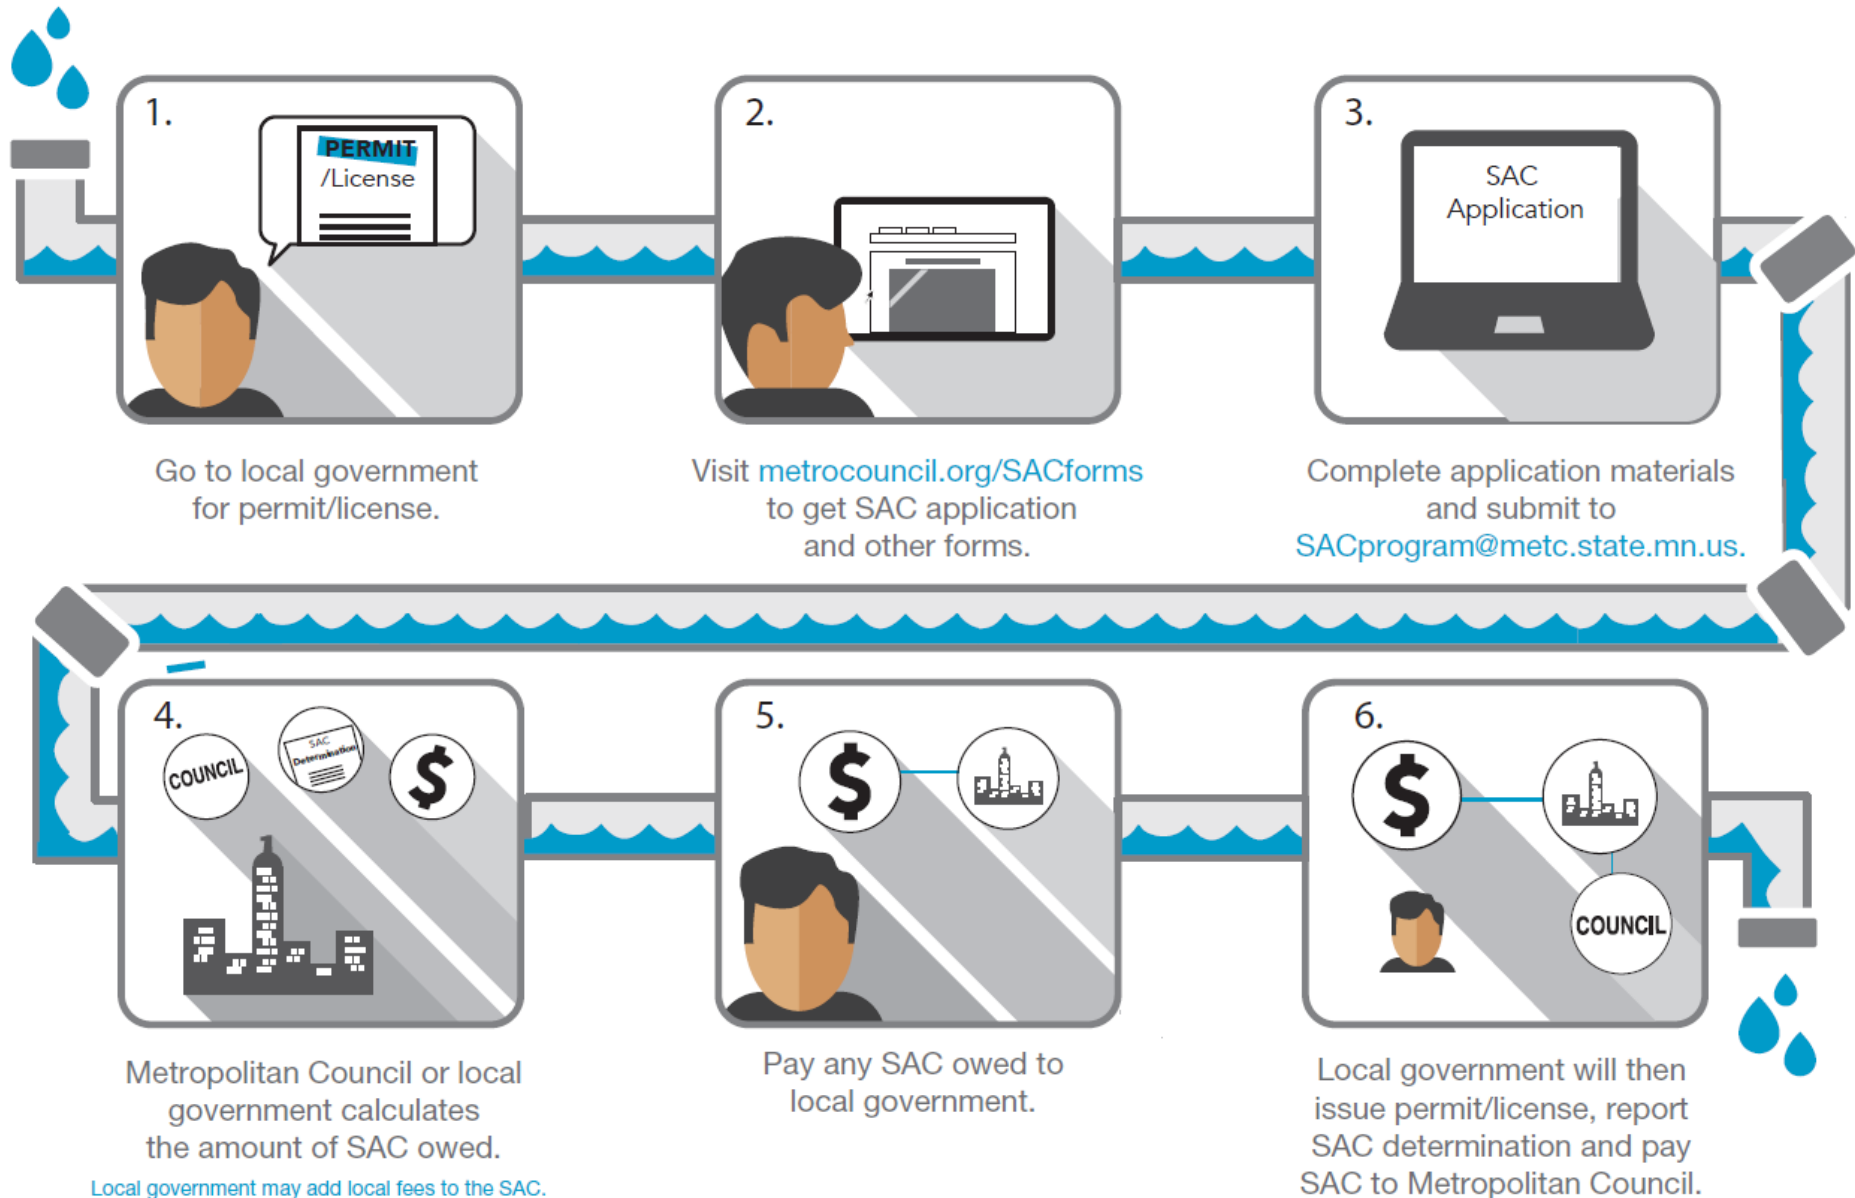 1.
PERMIT
/License
Go to local government
for permit/license.
2.
Visit metrocouncil.org/SACforms
to get SAC application
and other forms.
3.
SAC
Application
Complete application materials
and submit to
SACprogram@metc.state.mn.us.
4.
COUNCIL
SAC
Determination
$
Metropolitan Council or local
government calculates
the amount of SAC owed.
Local government may add local fees to the SAC.
5.
$
Pay any SAC owed to
local government.
6.
$
COUNCIL
Local government will then
issue permit/license, report
SAC determination and pay
SAC to Metropolitan Council.